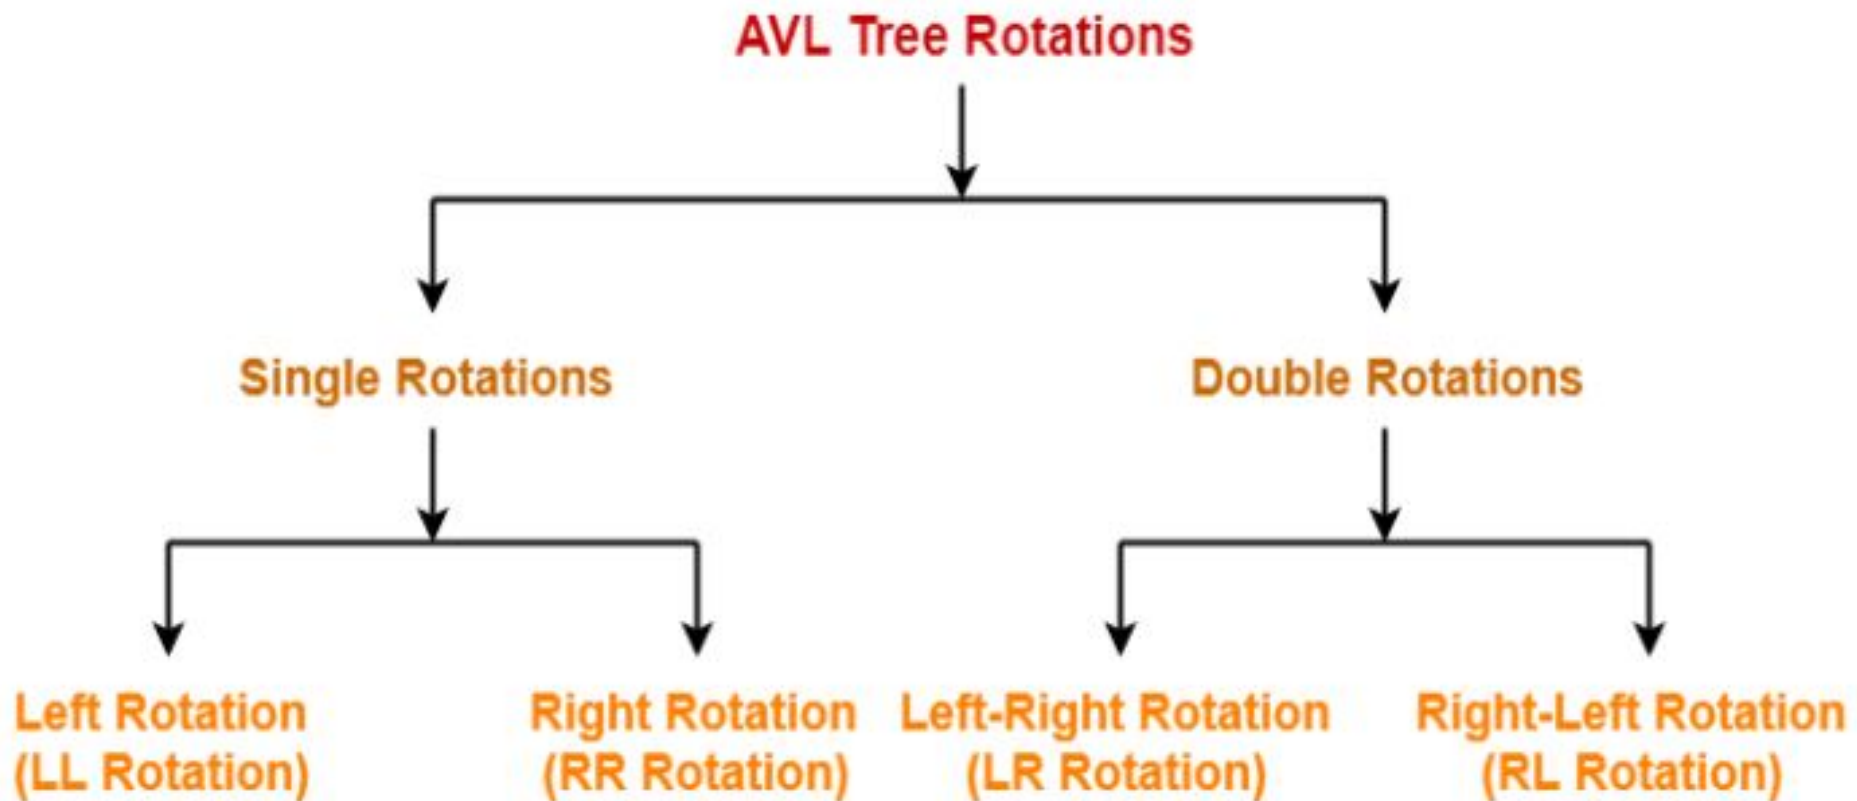 AVL Tree Rotations
Single Rotations
Double Rotations
Left Rotation
(LL Rotation)
Right Rotation
(RR Rotation)
Left-Right Rotation
(LR Rotation)
Right-Left Rotation
(RL Rotation)